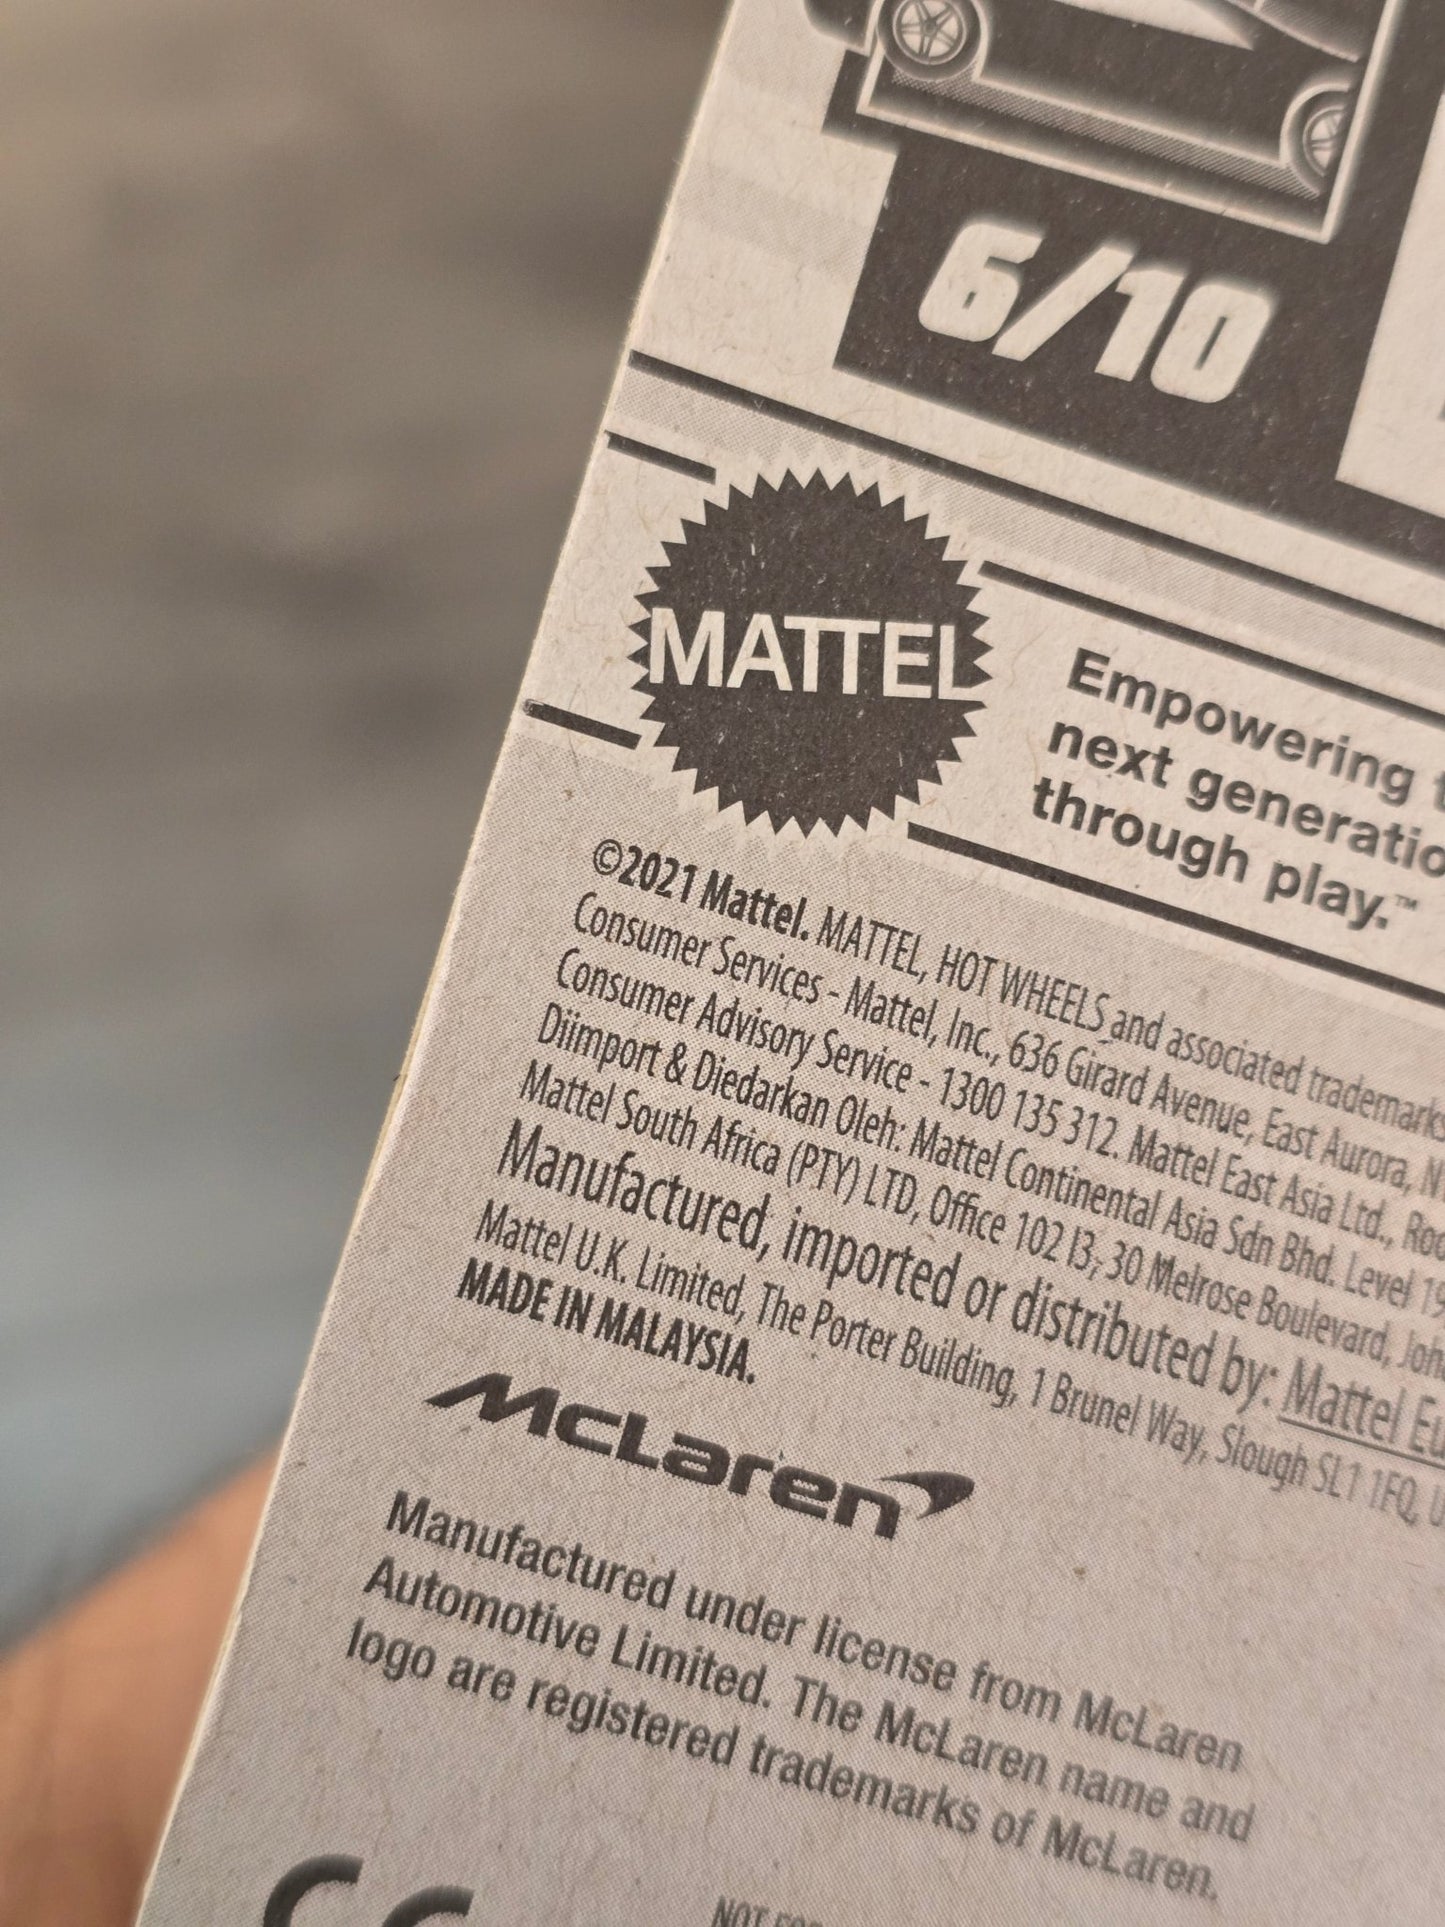 6/10
MATTEL
Empowering
next
through play.™
©2021 Mattel. MATTEL, HOT WHEELS and associated trademarks
Consumer Services - Mattel, Inc., 636 Girard Avenue, East Aurora,
Consumer Advisory Service - 1300 135 312. Mattel East Asia Ltd.,
Diimport & Diedarkan Oleh: Mattel Continental Asia Sdn Bhd. Level
Mattel South Africa (PTY) LTD, Office 102 I3, 30 Melrose Boulevard,
Manufactured, imported or distributed by: Mattel
Mattel U.K. Limited, The Porter Building, 1 Brunel Way, Slough SL1 1FQ,
MADE IN MALAYSIA.
McLaren
Manufactured under license from McLaren
Automotive Limited. The McLaren name and
logo are registered trademarks of McLaren.
CE
NOT